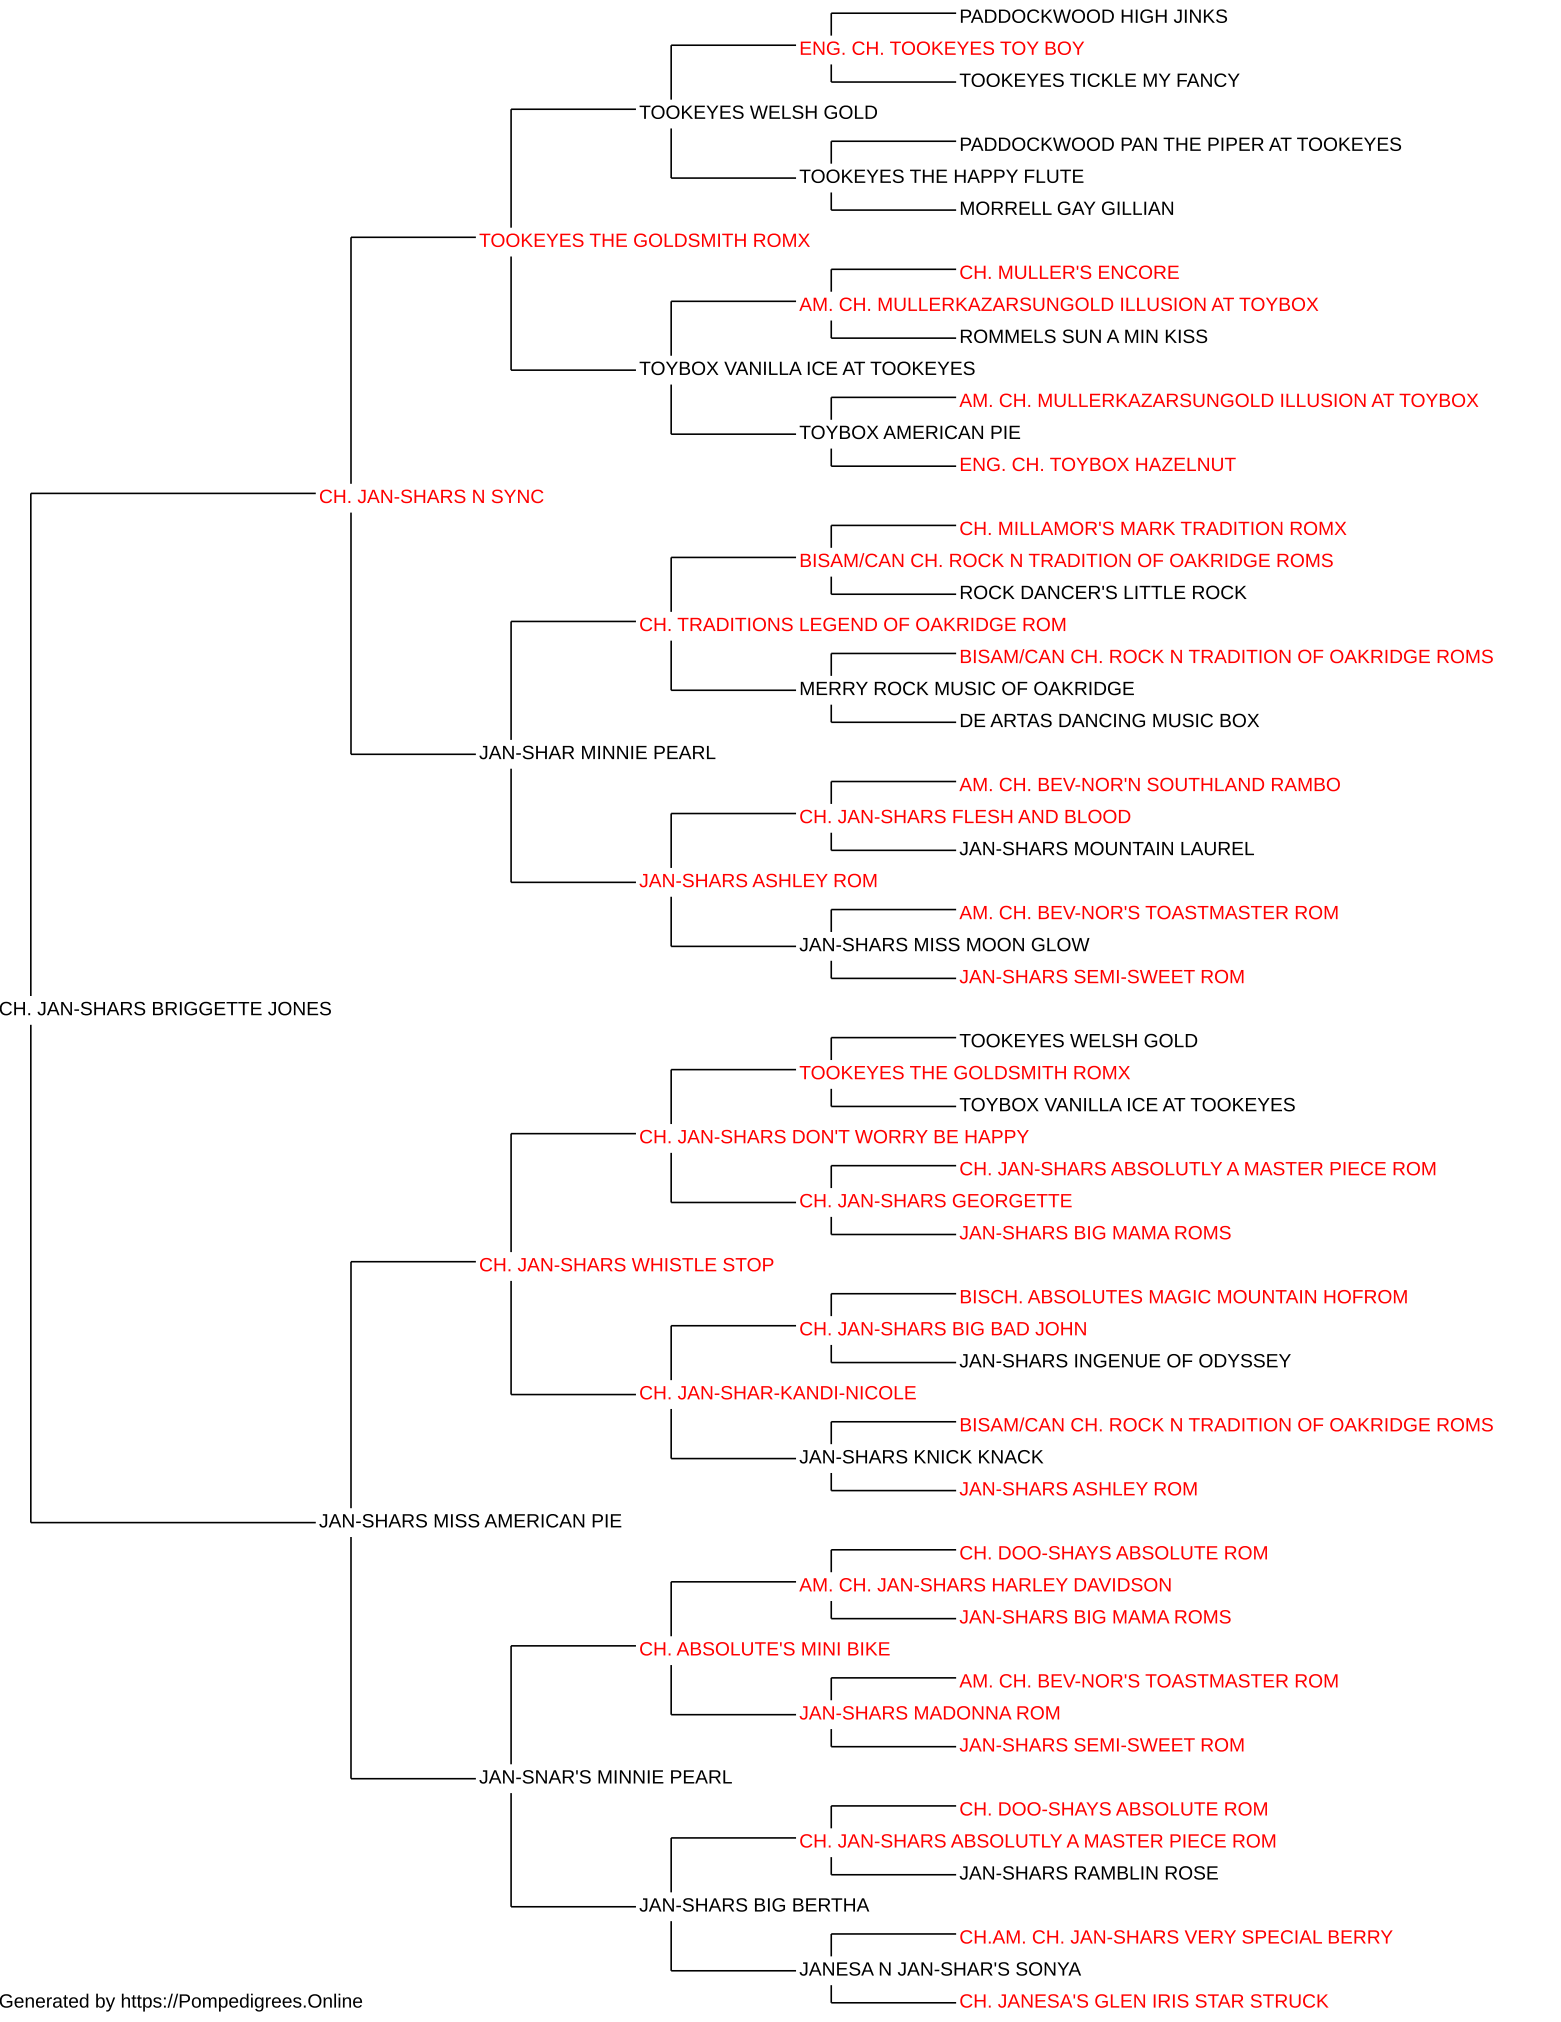 PADDOCKWOOD HIGH JINKS
ENG. CH. TOOKEYES TOY BOY
TOOKEYES TICKLE MY FANCY
TOOKEYES WELSH GOLD
PADDOCKWOOD PAN THE PIPER AT TOOKEYES
TOOKEYES THE HAPPY FLUTE
MORRELL GAY GILLIAN
TOOKEYES THE GOLDSMITH ROMX
CH. MULLER'S ENCORE
AM. CH. MULLERKAZARSUNGOLD ILLUSION AT TOYBOX
ROMMELS SUN A MIN KISS
TOYBOX VANILLA ICE AT TOOKEYES
AM. CH. MULLERKAZARSUNGOLD ILLUSION AT TOYBOX
TOYBOX AMERICAN PIE
ENG. CH. TOYBOX HAZELNUT
CH. JAN-SHARS N SYNC
CH. MILLAMOR'S MARK TRADITION ROMX
BISAM/CAN CH. ROCK N TRADITION OF OAKRIDGE ROMS
ROCK DANCER'S LITTLE ROCK
CH. TRADITIONS LEGEND OF OAKRIDGE ROM
BISAM/CAN CH. ROCK N TRADITION OF OAKRIDGE ROMS
MERRY ROCK MUSIC OF OAKRIDGE
DE ARTAS DANCING MUSIC BOX
JAN-SHAR MINNIE PEARL
AM. CH. BEV-NOR'N SOUTHLAND RAMBO
CH. JAN-SHARS FLESH AND BLOOD
JAN-SHARS MOUNTAIN LAUREL
JAN-SHARS ASHLEY ROM
AM. CH. BEV-NOR'S TOASTMASTER ROM
JAN-SHARS MISS MOON GLOW
JAN-SHARS SEMI-SWEET ROM
CH. JAN-SHARS BRIGGETTE JONES
TOOKEYES WELSH GOLD
TOOKEYES THE GOLDSMITH ROMX
TOYBOX VANILLA ICE AT TOOKEYES
CH. JAN-SHARS DON'T WORRY BE HAPPY
CH. JAN-SHARS ABSOLUTLY A MASTER PIECE ROM
CH. JAN-SHARS GEORGETTE
JAN-SHARS BIG MAMA ROMS
CH. JAN-SHARS WHISTLE STOP
BISCH. ABSOLUTES MAGIC MOUNTAIN HOFROM
CH. JAN-SHARS BIG BAD JOHN
JAN-SHARS INGENUE OF ODYSSEY
CH. JAN-SHAR-KANDI-NICOLE
BISAM/CAN CH. ROCK N TRADITION OF OAKRIDGE ROMS
JAN-SHARS KNICK KNACK
JAN-SHARS ASHLEY ROM
JAN-SHARS MISS AMERICAN PIE
CH. DOO-SHAYS ABSOLUTE ROM
AM. CH. JAN-SHARS HARLEY DAVIDSON
JAN-SHARS BIG MAMA ROMS
CH. ABSOLUTE'S MINI BIKE
AM. CH. BEV-NOR'S TOASTMASTER ROM
JAN-SHARS MADONNA ROM
JAN-SHARS SEMI-SWEET ROM
JAN-SNAR'S MINNIE PEARL
CH. DOO-SHAYS ABSOLUTE ROM
CH. JAN-SHARS ABSOLUTLY A MASTER PIECE ROM
JAN-SHARS RAMBLIN ROSE
JAN-SHARS BIG BERTHA
CH.AM. CH. JAN-SHARS VERY SPECIAL BERRY
JANESA N JAN-SHAR'S SONYA
CH. JANESA'S GLEN IRIS STAR STRUCK
Generated by https://Pompedigrees.Online